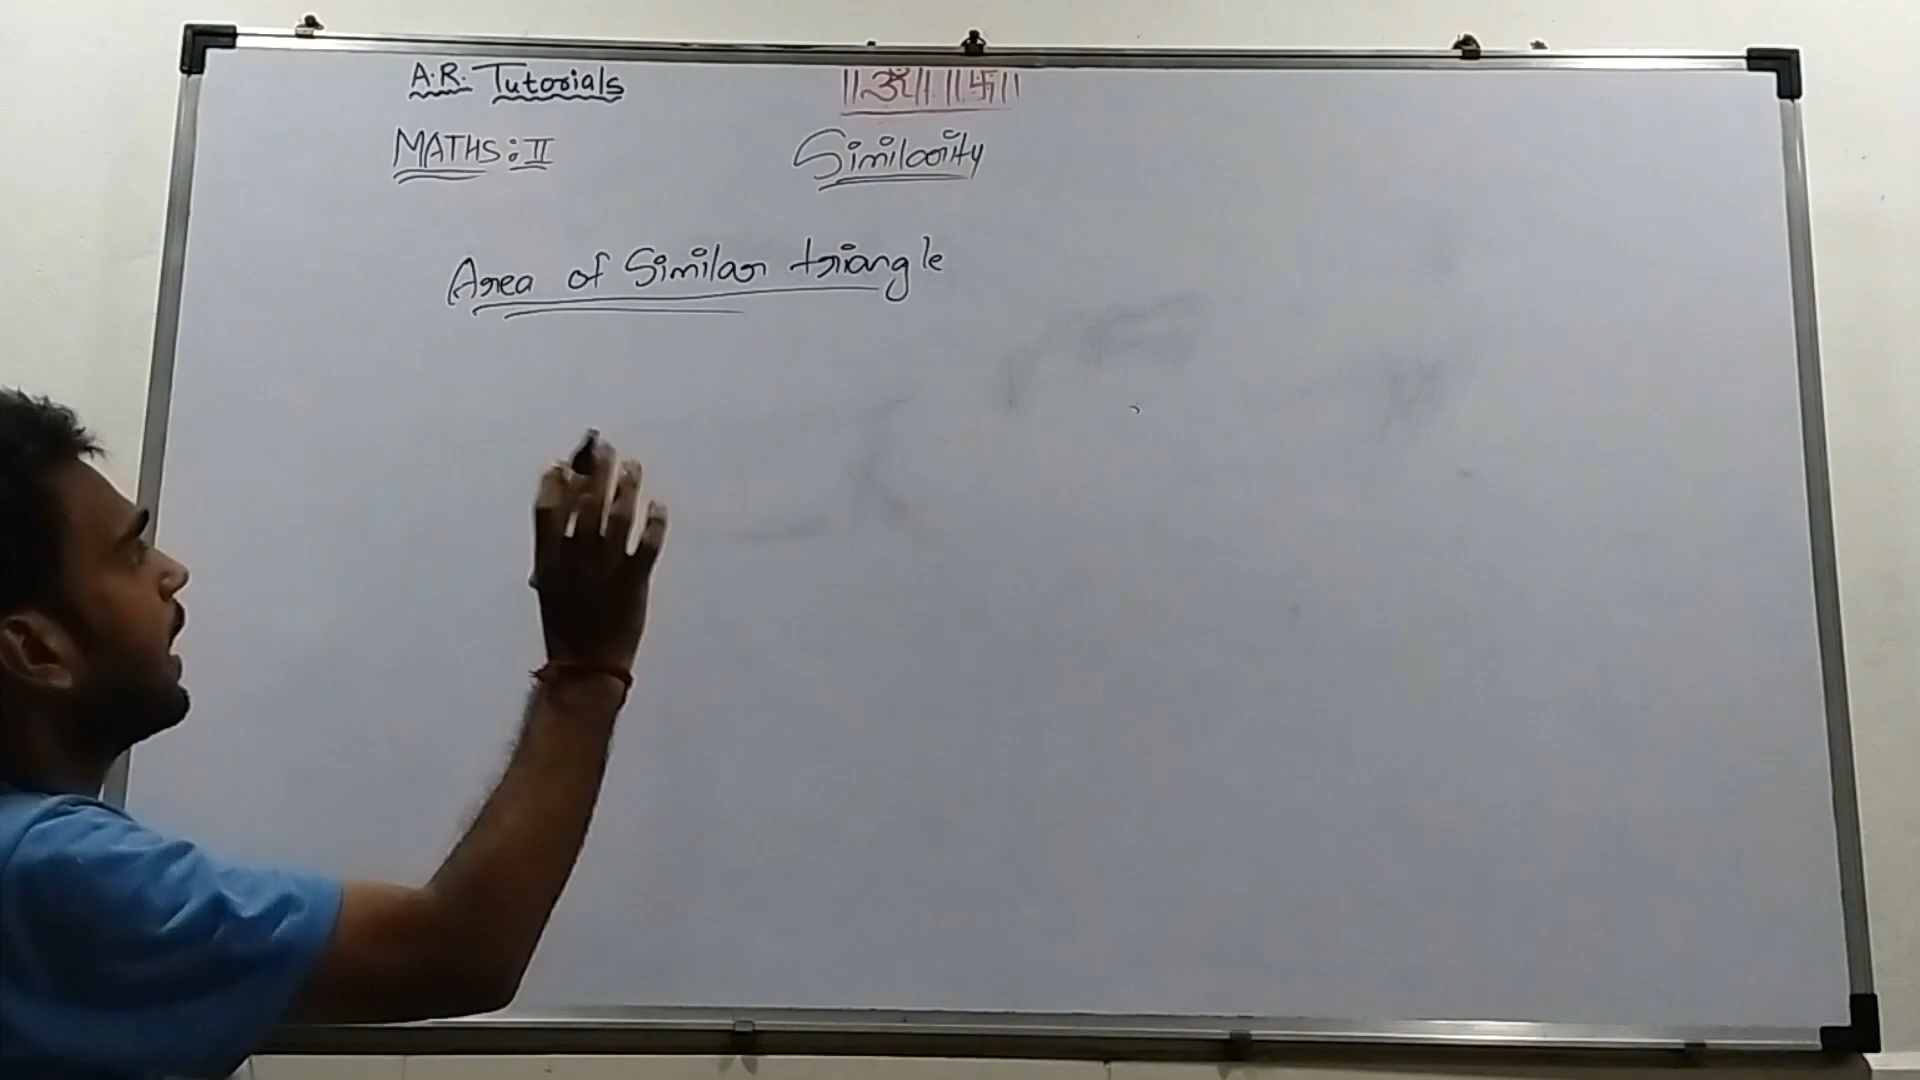 A.R. Tutorials
||ॐ|| ||卐||
MATHS: II
Similarity
Area of Similar triangle